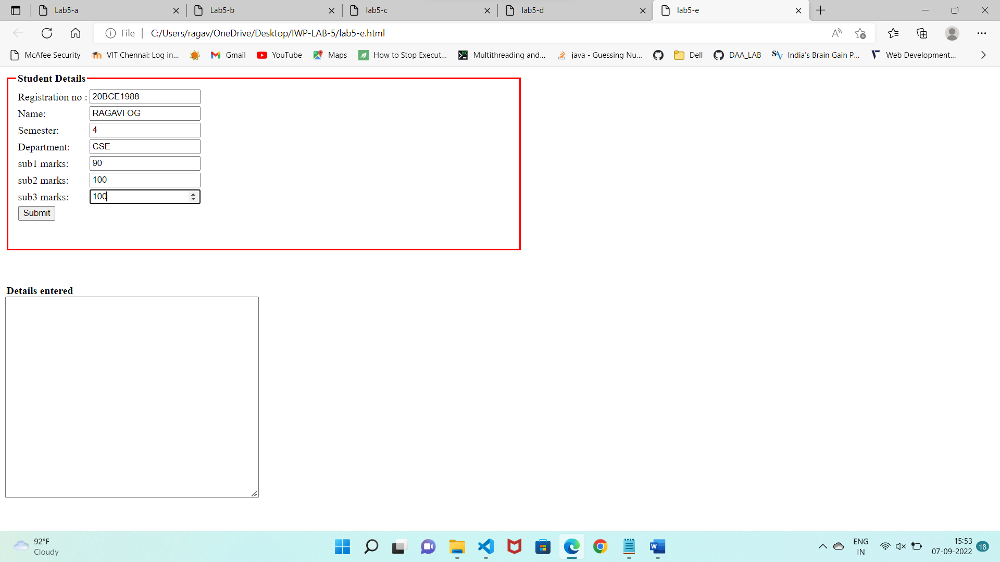 Lab5-a
Lab5-b
lab5-c
lab5-d
lab5-e
File
C:/Users/ragav/OneDrive/Desktop/IWP-LAB-5/lab5-e.html
McAfee Security
VIT Chennai: Log in...
Gmail
YouTube
Maps
How to Stop Execut...
Multithreading and...
java - Guessing Nu...
Dell
DAA_LAB
India's Brain Gain P...
Web Development...
Student Details
Registration no : 20BCE1988
Name: RAGAVI OG
Semester: 4
Department: CSE
sub1 marks: 90
sub2 marks: 100
sub3 marks: 100
Submit
Details entered
92°F
Cloudy
ENG
IN
15:53
07-09-2022
18